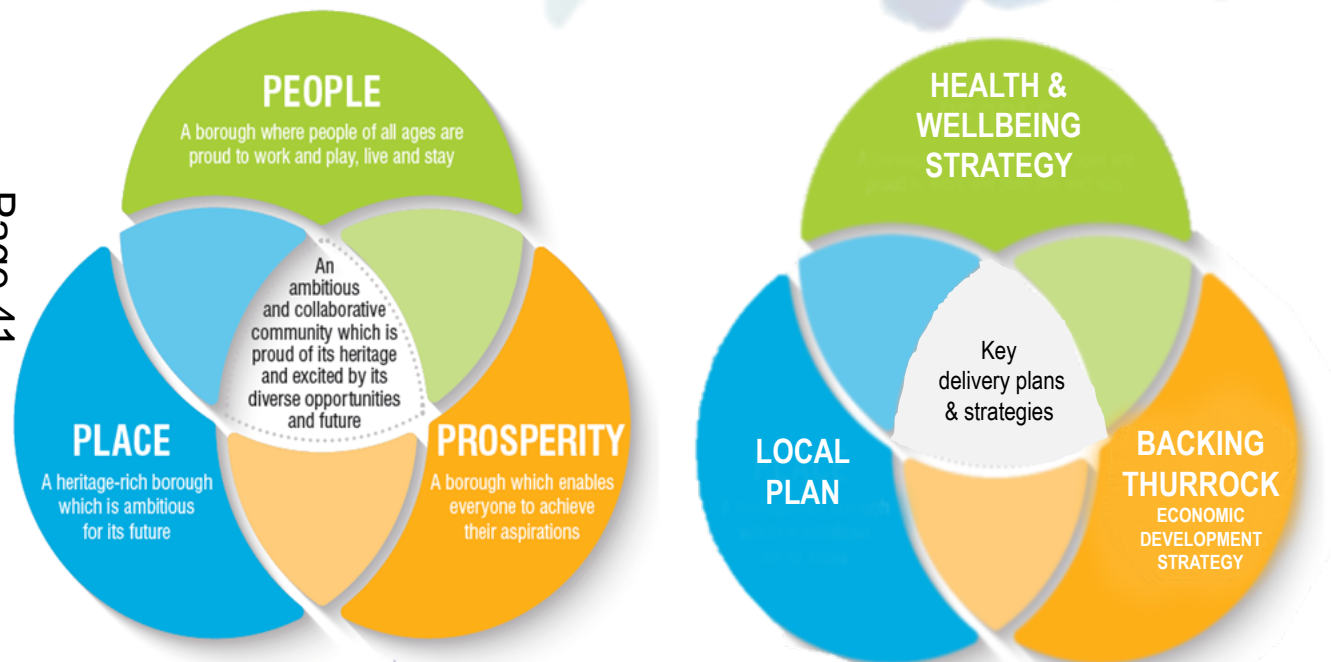 Page 41
PEOPLE
A borough where people of all ages are
proud to work and play, live and stay
An
ambitious
and collaborative
community which is
proud of its heritage
and excited by its
diverse opportunities
and future
PLACE
A heritage-rich borough
which is ambitious
for its future
PROSPERITY
A borough which enables
everyone to achieve
their aspirations
HEALTH &
WELLBEING
STRATEGY
Key
delivery plans
& strategies
LOCAL
PLAN
BACKING
THURROCK
ECONOMIC
DEVELOPMENT
STRATEGY